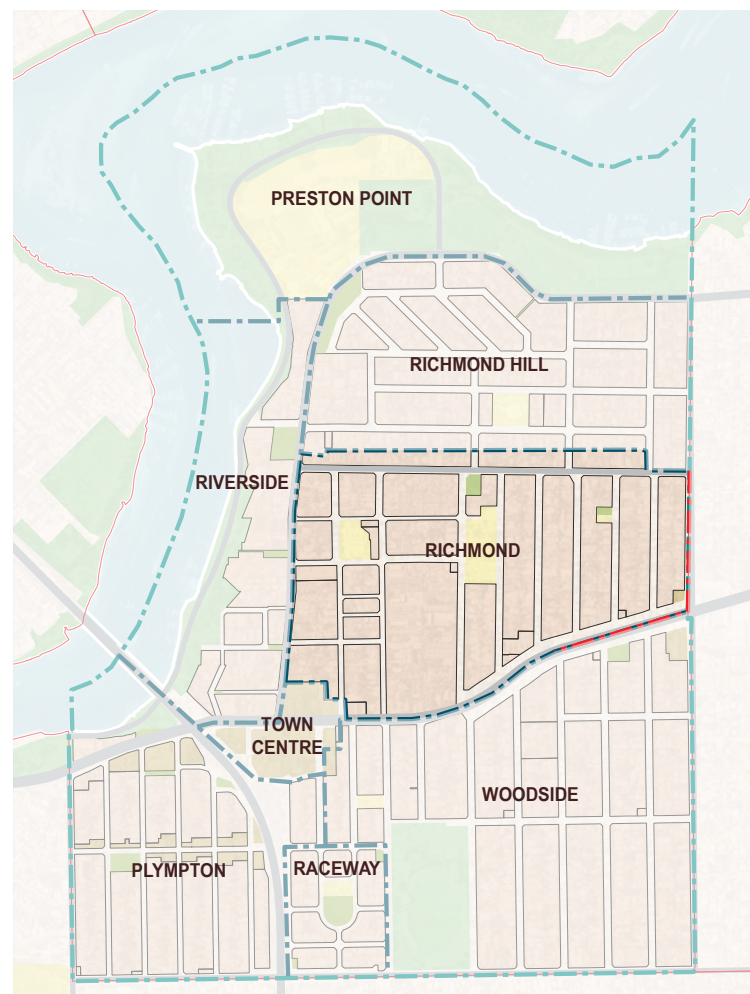 PRESTON POINT
RICHMOND HILL
RIVERSIDE
RICHMOND
TOWN
CENTRE
WOODSIDE
PLYMPTON
RACEWAY